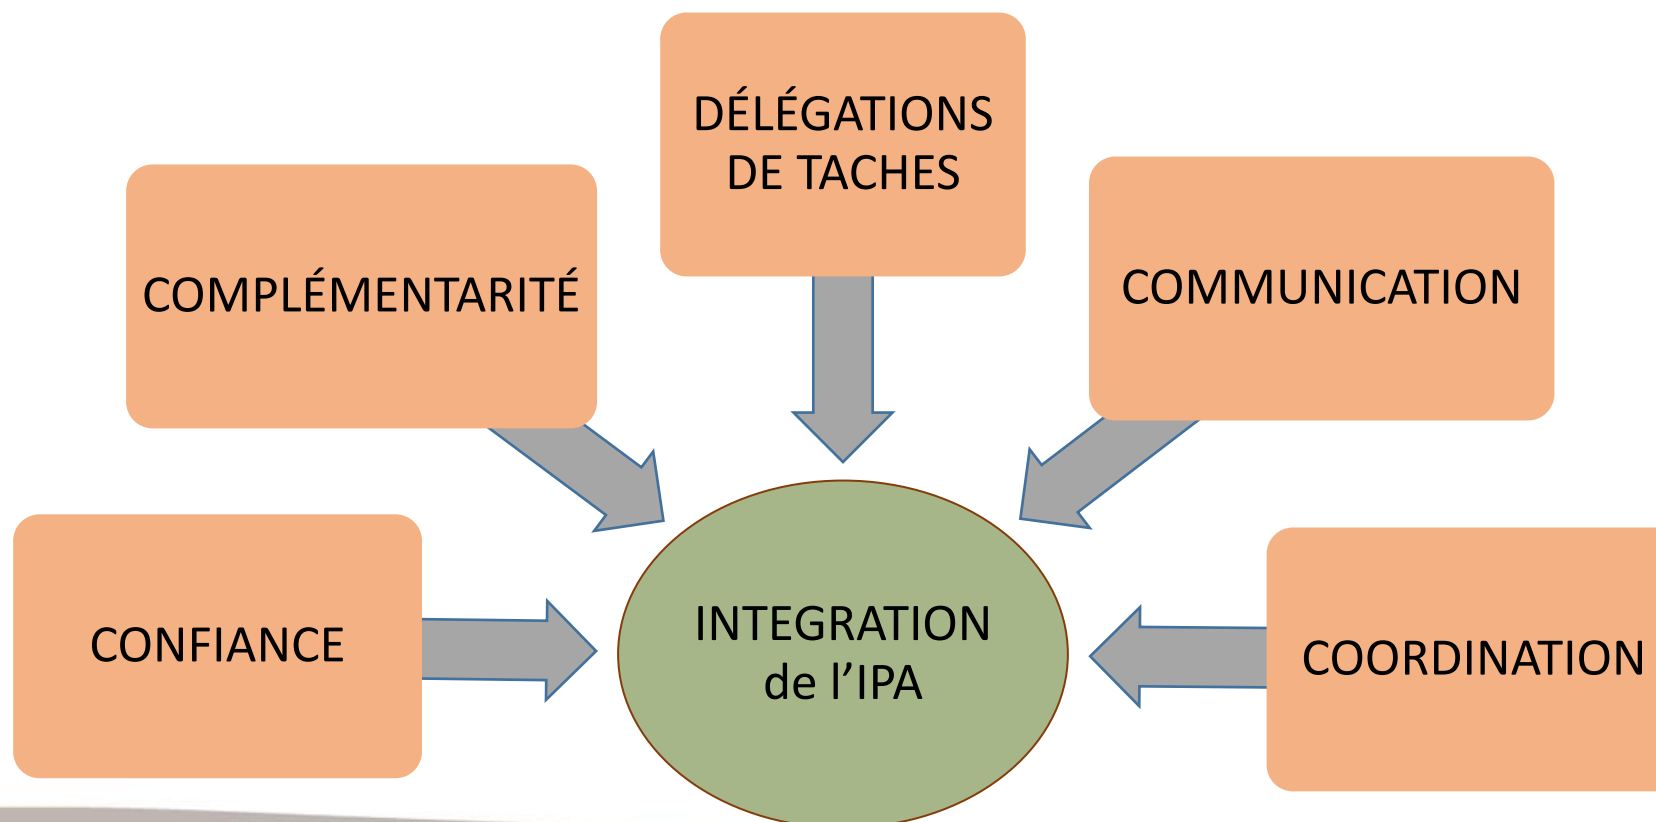 DÉLÉGATIONS
DE TACHES
COMPLÉMENTARITÉ
COMMUNICATION
CONFIANCE
INTEGRATION
de l’IPA
COORDINATION